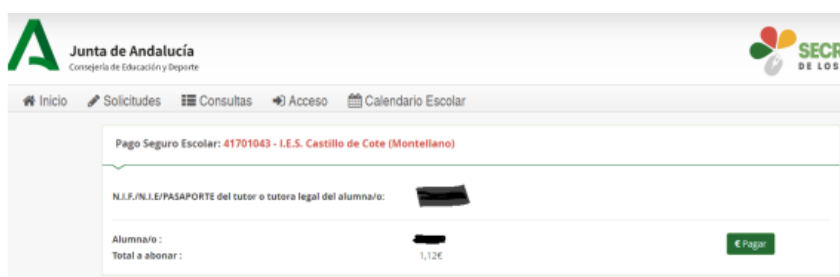 Junta de Andalucía
Consejería de Educación y Deporte
SECR
DE LOS
Inicio Solicitudes Consultas Acceso Calendario Escolar
Pago Seguro Escolar: 41701043 - I.E.S. Castillo de Cote (Montellano)
N.I.F./N.I.E/PASAPORTE del tutor o tutora legal del alumna/o:
Alumna/o :
Total a abonar : 1,12€
€ Pagar